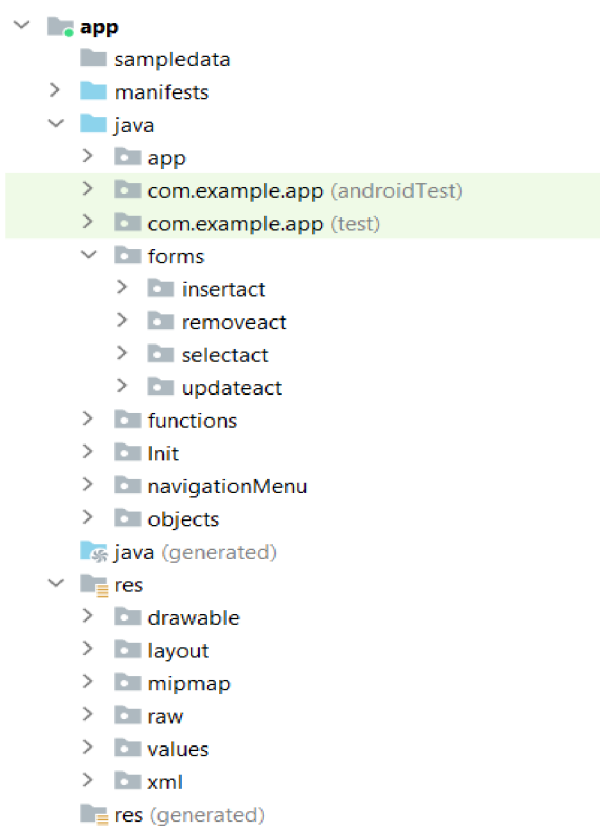 app
sampledata
manifests
java
app
com.example.app (androidTest)
com.example.app (test)
forms
insertact
removeact
selectact
updateact
functions
Init
navigationMenu
objects
java (generated)
res
drawable
layout
mipmap
raw
values
xml
res (generated)